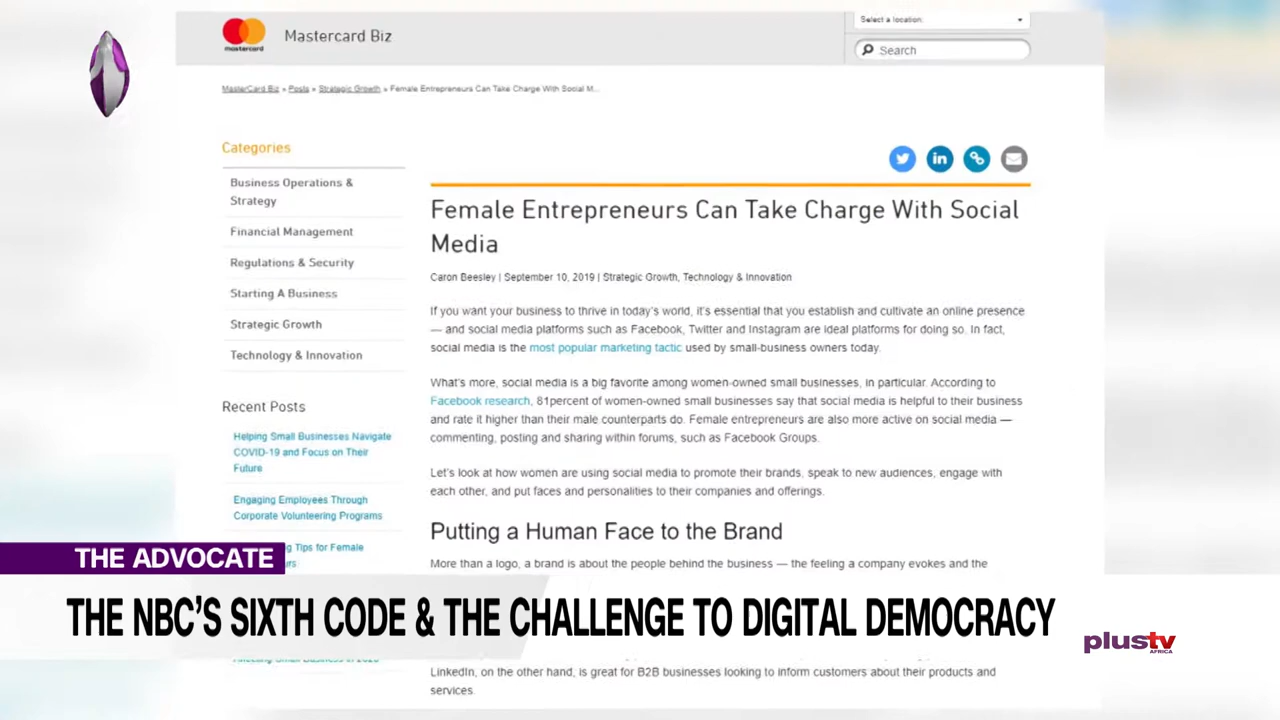 mastercard
Mastercard Biz
Select a location:
Search
MasterCard Biz » Posts » Strategic Growth » Female Entrepreneurs Can Take Charge With Social M...
Categories
Business Operations &
Strategy
Financial Management
Regulations & Security
Starting A Business
Strategic Growth
Technology & Innovation
Recent Posts
Helping Small Businesses Navigate
COVID-19 and Focus on Their
Future
Engaging Employees Through
Corporate Volunteering Programs
Tips for Female
Female Entrepreneurs Can Take Charge With Social
Media
Caron Beesley | September 10, 2019 | Strategic Growth, Technology & Innovation
If you want your business to thrive in today's world, it's essential that you establish and cultivate an online presence
— and social media platforms such as Facebook, Twitter and Instagram are ideal platforms for doing so. In fact,
social media is the most popular marketing tactic used by small-business owners today.
What's more, social media is a big favorite among women-owned small businesses, in particular. According to
Facebook research, 81percent of women-owned small businesses say that social media is helpful to their business
and rate it higher than their male counterparts do. Female entrepreneurs are also more active on social media —
commenting, posting and sharing within forums, such as Facebook Groups.
Let's look at how women are using social media to promote their brands, speak to new audiences, engage with
each other, and put faces and personalities to their companies and offerings.
Putting a Human Face to the Brand
More than a logo, a brand is about the people behind the business — the feeling a company evokes and the
LinkedIn, on the other hand, is great for B2B businesses looking to inform customers about their products and
services.
THE ADVOCATE
THE NBC'S SIXTH CODE & THE CHALLENGE TO DIGITAL DEMOCRACY
plustv
AFRICA